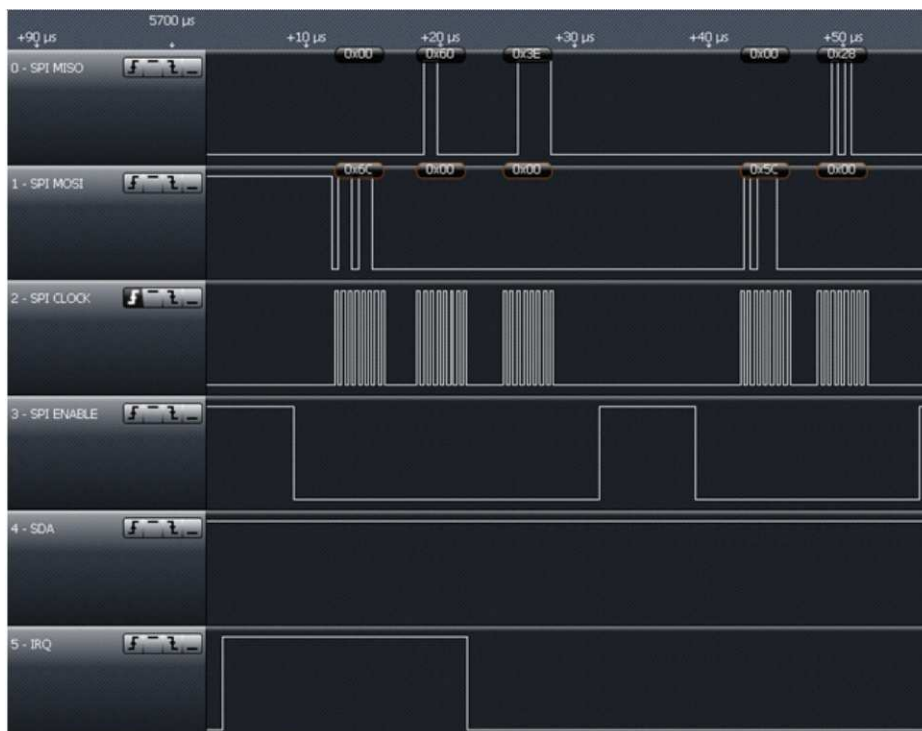 5700 µs
+90 µs +10 µs +20 µs +30 µs +40 µs +50 µs
0x00 0x60 0x3E 0x00 0x28
0 - SPI MISO
0x6C 0x00 0x00 0x5C 0x00
1 - SPI MOSI
2 - SPI CLOCK
3 - SPI ENABLE
4 - SDA
5 - IRQ